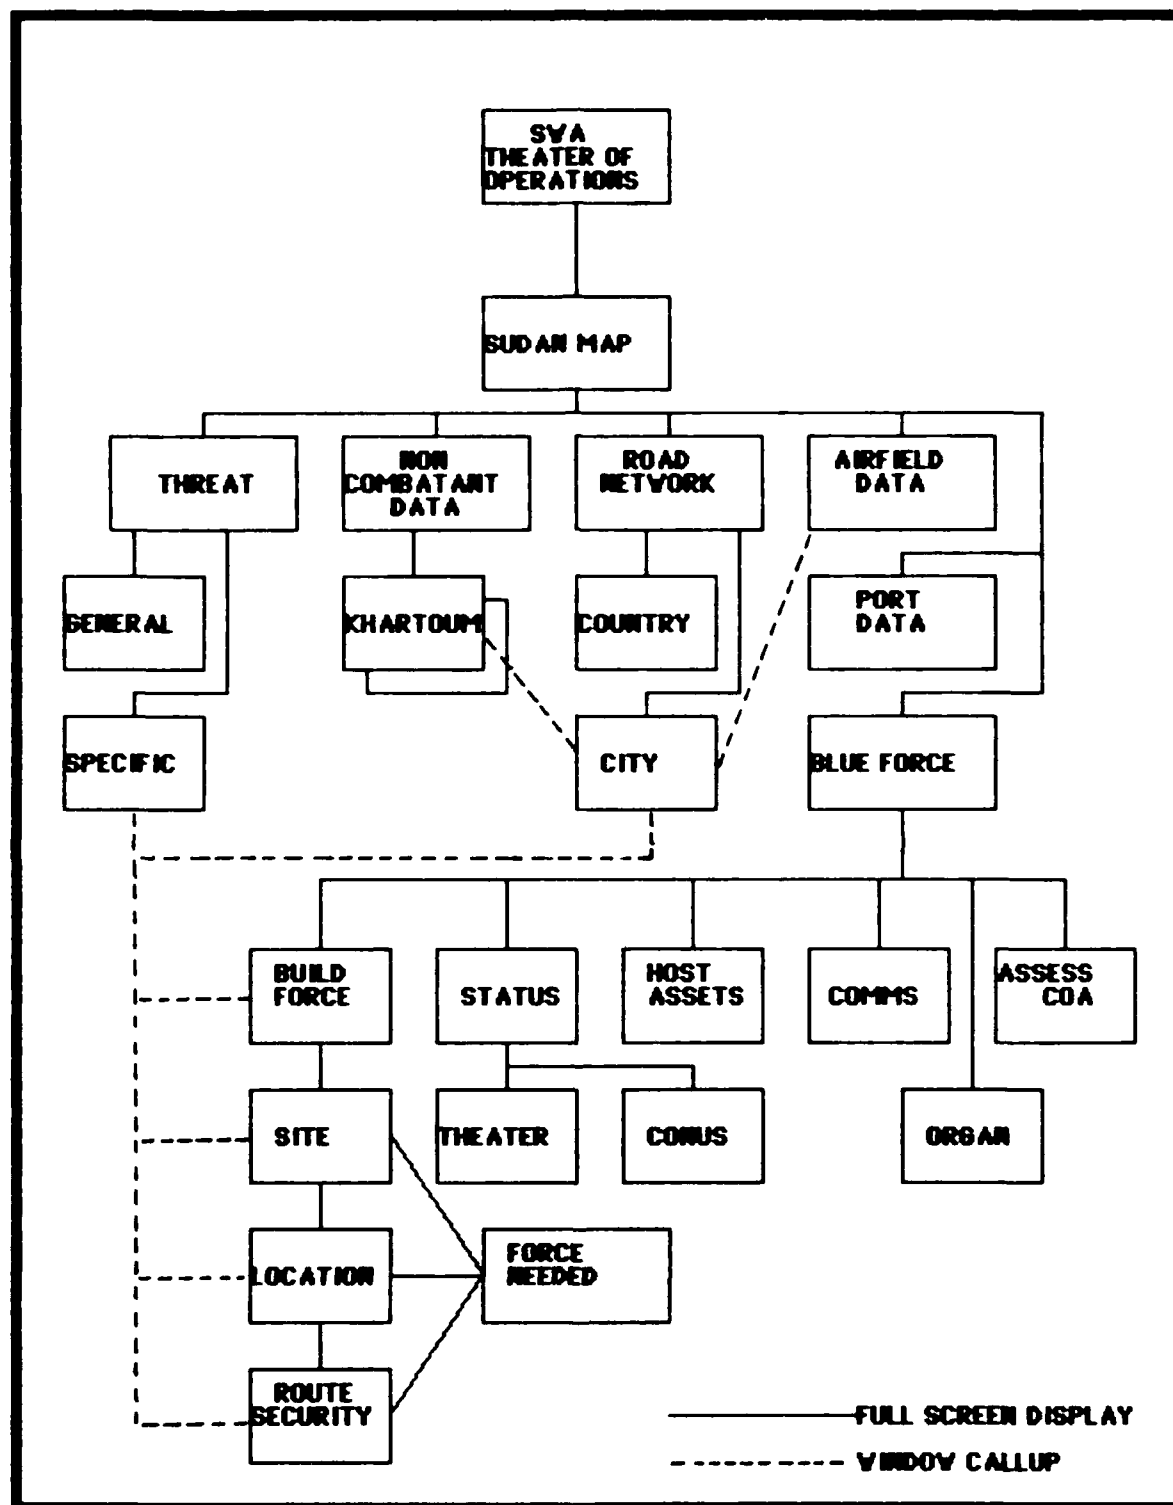 SWA
THEATER OF
OPERATIONS
SUDAN MAP
THREAT
NON
COMBATANT
DATA
ROAD
NETWORK
AIRFIELD
DATA
GENERAL
KHARTOUM
COUNTRY
PORT
DATA
SPECIFIC
CITY
BLUE FORCE
BUILD
FORCE
STATUS
HOST
ASSETS
COMMS
ASSESS
COA
SITE
THEATER
CONUS
ORGAN
LOCATION
FORCE
NEEDED
ROUTE
SECURITY
FULL SCREEN DISPLAY
WINDOW CALLUP